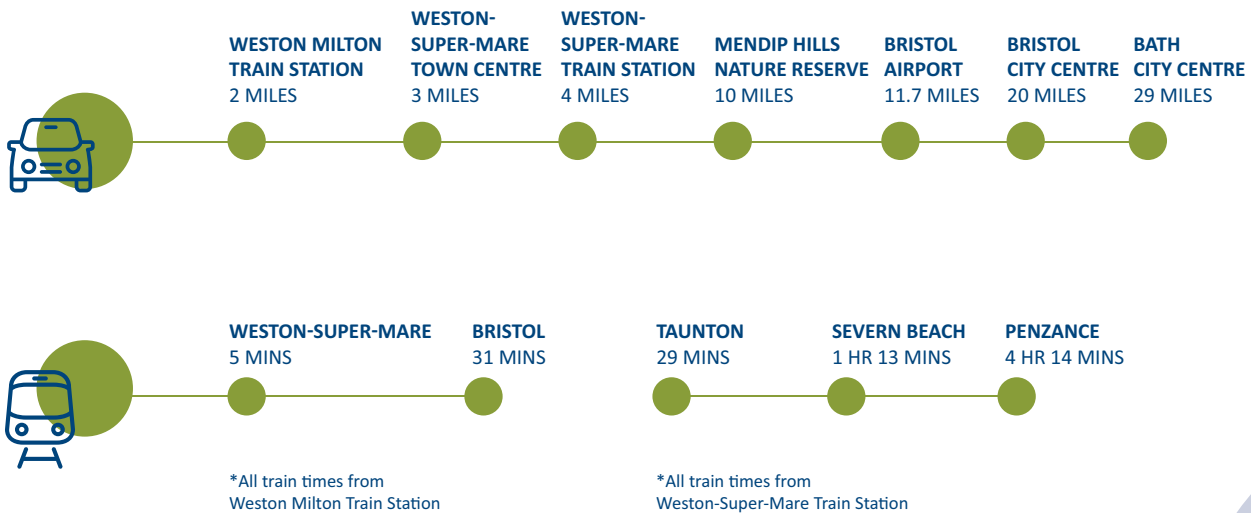 WESTON MILTON
TRAIN STATION
2 MILES
WESTON-
SUPER-MARE
TOWN CENTRE
3 MILES
WESTON-
SUPER-MARE
TRAIN STATION
4 MILES
MENDIP HILLS
NATURE RESERVE
10 MILES
BRISTOL
AIRPORT
11.7 MILES
BRISTOL
CITY CENTRE
20 MILES
BATH
CITY CENTRE
29 MILES
WESTON-SUPER-MARE
5 MINS
BRISTOL
31 MINS
TAUNTON
29 MINS
SEVERN BEACH
1 HR 13 MINS
PENZANCE
4 HR 14 MINS
*All train times from
Weston Milton Train Station
*All train times from
Weston-Super-Mare Train Station